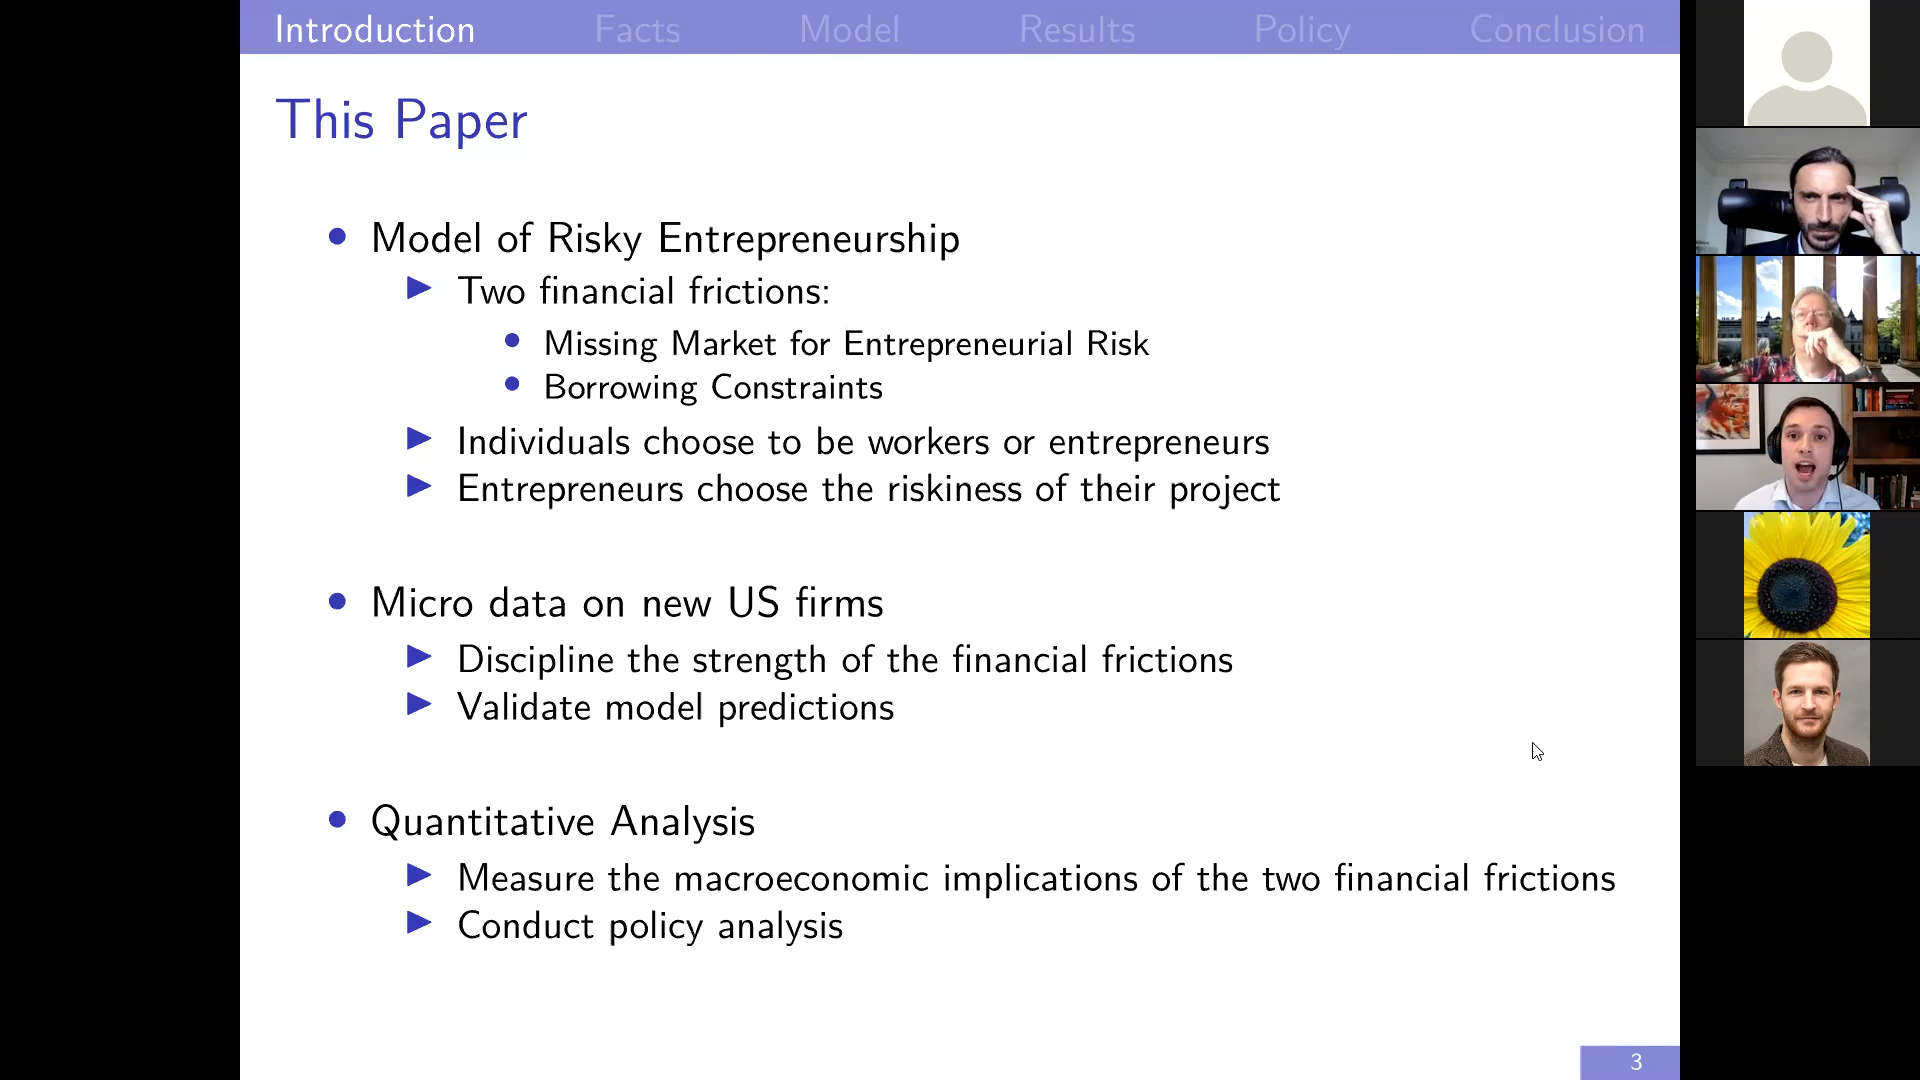 Introduction Facts Model Results Policy Conclusion
This Paper
Model of Risky Entrepreneurship
Two financial frictions:
Missing Market for Entrepreneurial Risk
Borrowing Constraints
Individuals choose to be workers or entrepreneurs
Entrepreneurs choose the riskiness of their project
Micro data on new US firms
Discipline the strength of the financial frictions
Validate model predictions
Quantitative Analysis
Measure the macroeconomic implications of the two financial frictions
Conduct policy analysis
3